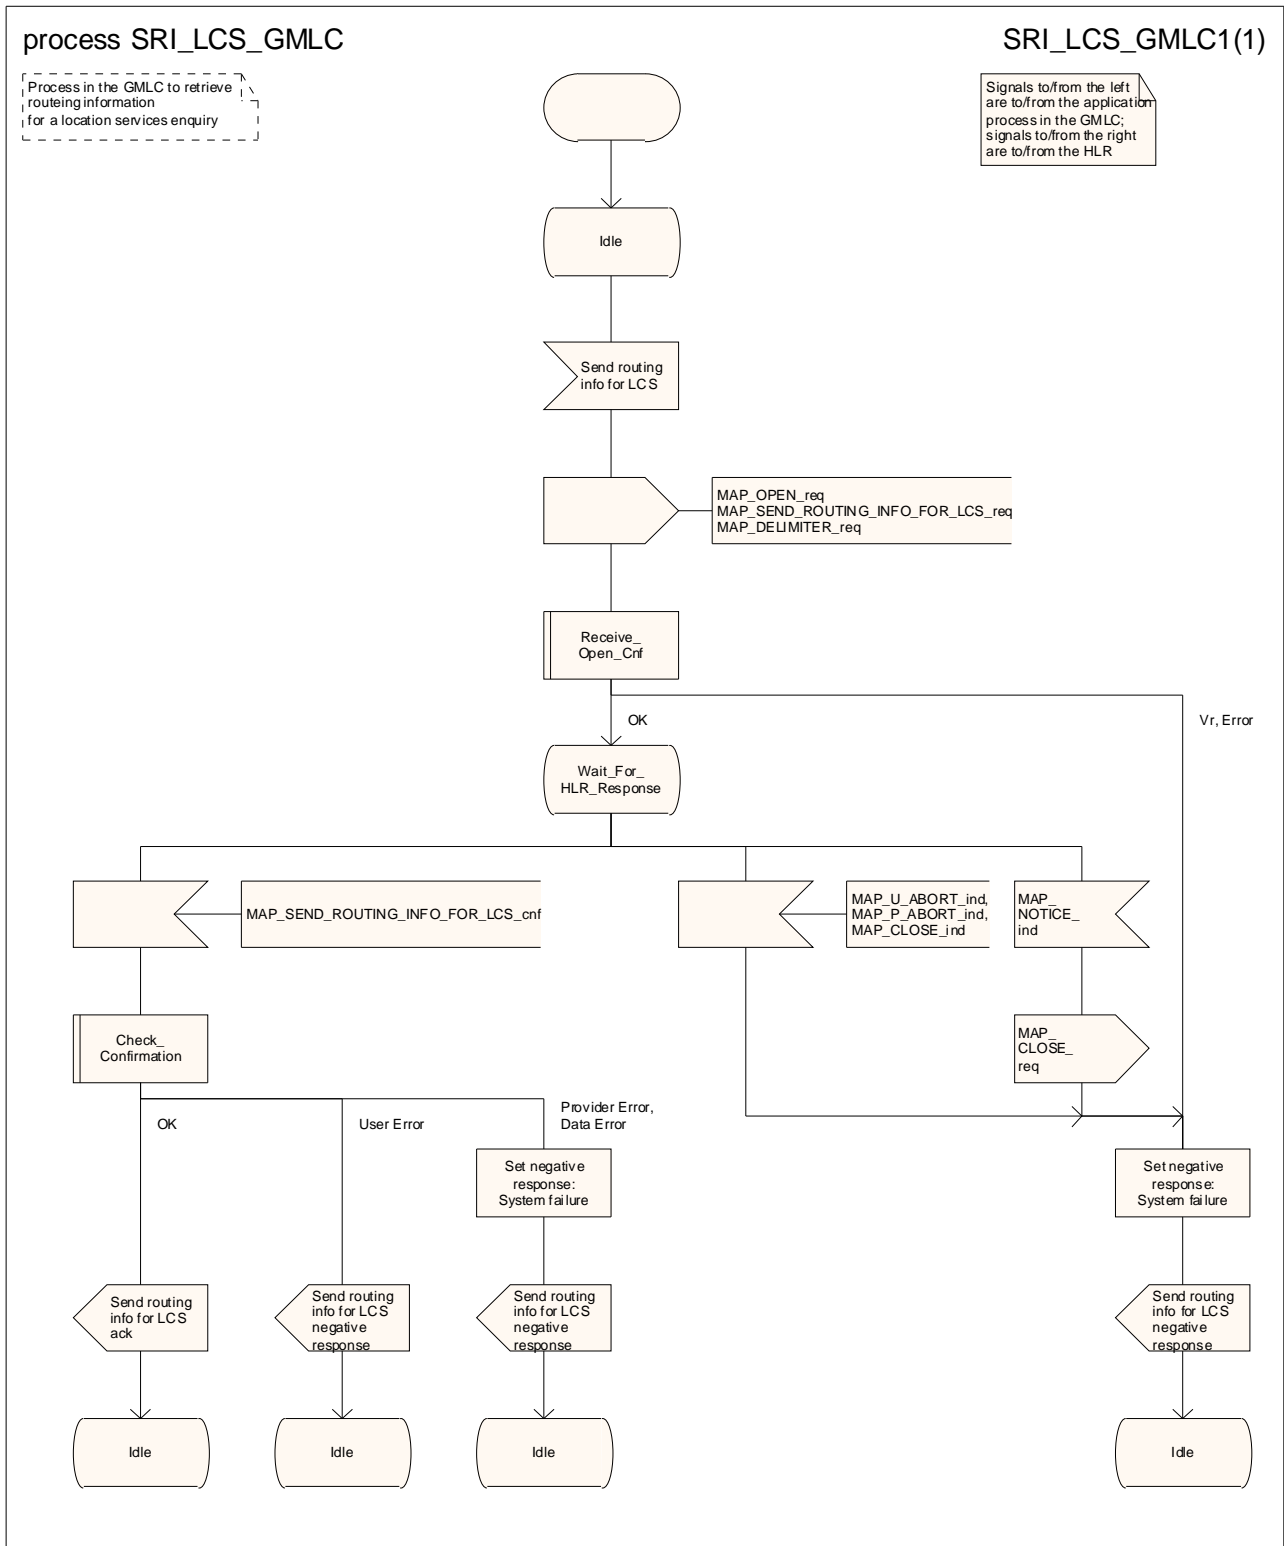 process SRI_LCS_GMLC
SRI_LCS_GMLC1(1)
Process in the GMLC to retrieve
routeing information
for a location services enquiry
Signals to/from the left
are to/from the application
process in the GMLC;
signals to/from the right
are to/from the HLR
Idle
Send routing
info for LCS
MAP_OPEN_req
MAP_SEND_ROUTING_INFO_FOR_LCS_req
MAP_DELIMITER_req
Receive_
Open_Cnf
OK
Vr, Error
Wait_For_
HLR_Response
MAP_SEND_ROUTING_INFO_FOR_LCS_cnf
MAP_U_ABORT_ind,
MAP_P_ABORT_ind,
MAP_CLOSE_ind
MAP_
NOTICE_
ind
Check_
Confirmation
MAP_
CLOSE_
req
OK
User Error
Provider Error,
Data Error
Set negative
response:
System failure
Set negative
response:
System failure
Send routing
info for LCS
ack
Send routing
info for LCS
negative
response
Send routing
info for LCS
negative
response
Send routing
info for LCS
negative
response
Idle
Idle
Idle
Idle